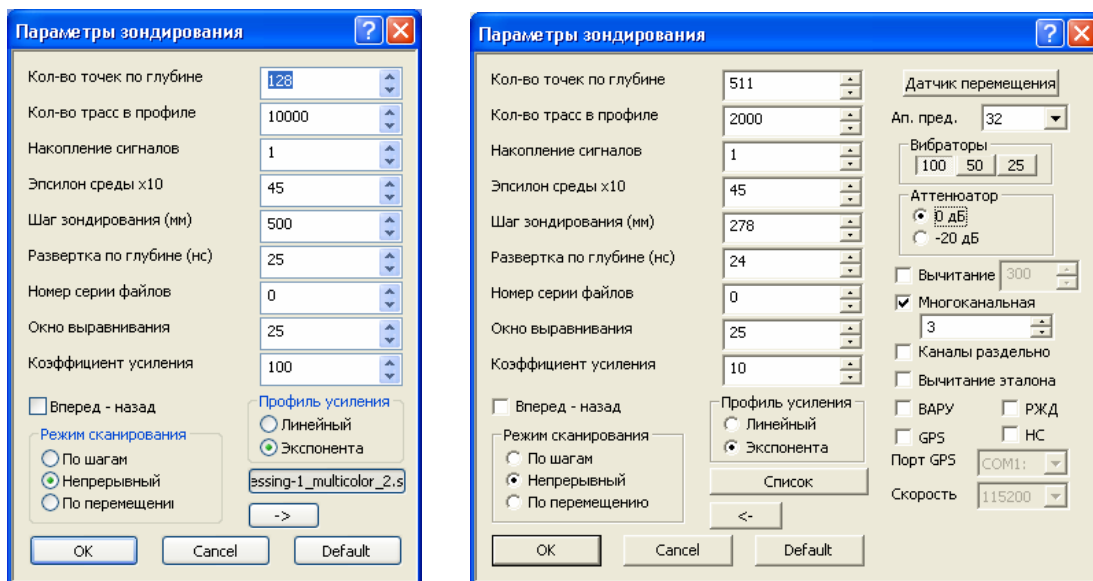 Параметры зондирования
Кол-во точек по глубине 128
Кол-во трасс в профиле 10000
Накопление сигналов 1
Эпсилон среды x10 45
Шаг зондирования (мм) 500
Развертка по глубине (нс) 25
Номер серии файлов 0
Окно выравнивания 25
Коэффициент усиления 100
Вперед - назад
Профиль усиления
Линейный
Экспонента
Режим сканирования
По шагам
Непрерывный
По перемещени
essing-1_multicolor_2.s
->
OK Cancel Default
Параметры зондирования
Кол-во точек по глубине 511
Кол-во трасс в профиле 2000
Накопление сигналов 1
Эпсилон среды x10 45
Шаг зондирования (мм) 278
Развертка по глубине (нс) 24
Номер серии файлов 0
Окно выравнивания 25
Коэффициент усиления 10
Вперед - назад
Профиль усиления
Линейный
Экспонента
Режим сканирования
По шагам
Непрерывный
По перемещению
Список
<-
OK Cancel Default
Датчик перемещения
Ап. пред. 32
Вибраторы
100 50 25
Аттенюатор
0 дБ
-20 дБ
Вычитание 300
Многоканальная
3
Каналы раздельно
Вычитание эталона
ВАРУ РЖД
GPS НС
Порт GPS COM1:
Скорость 115200